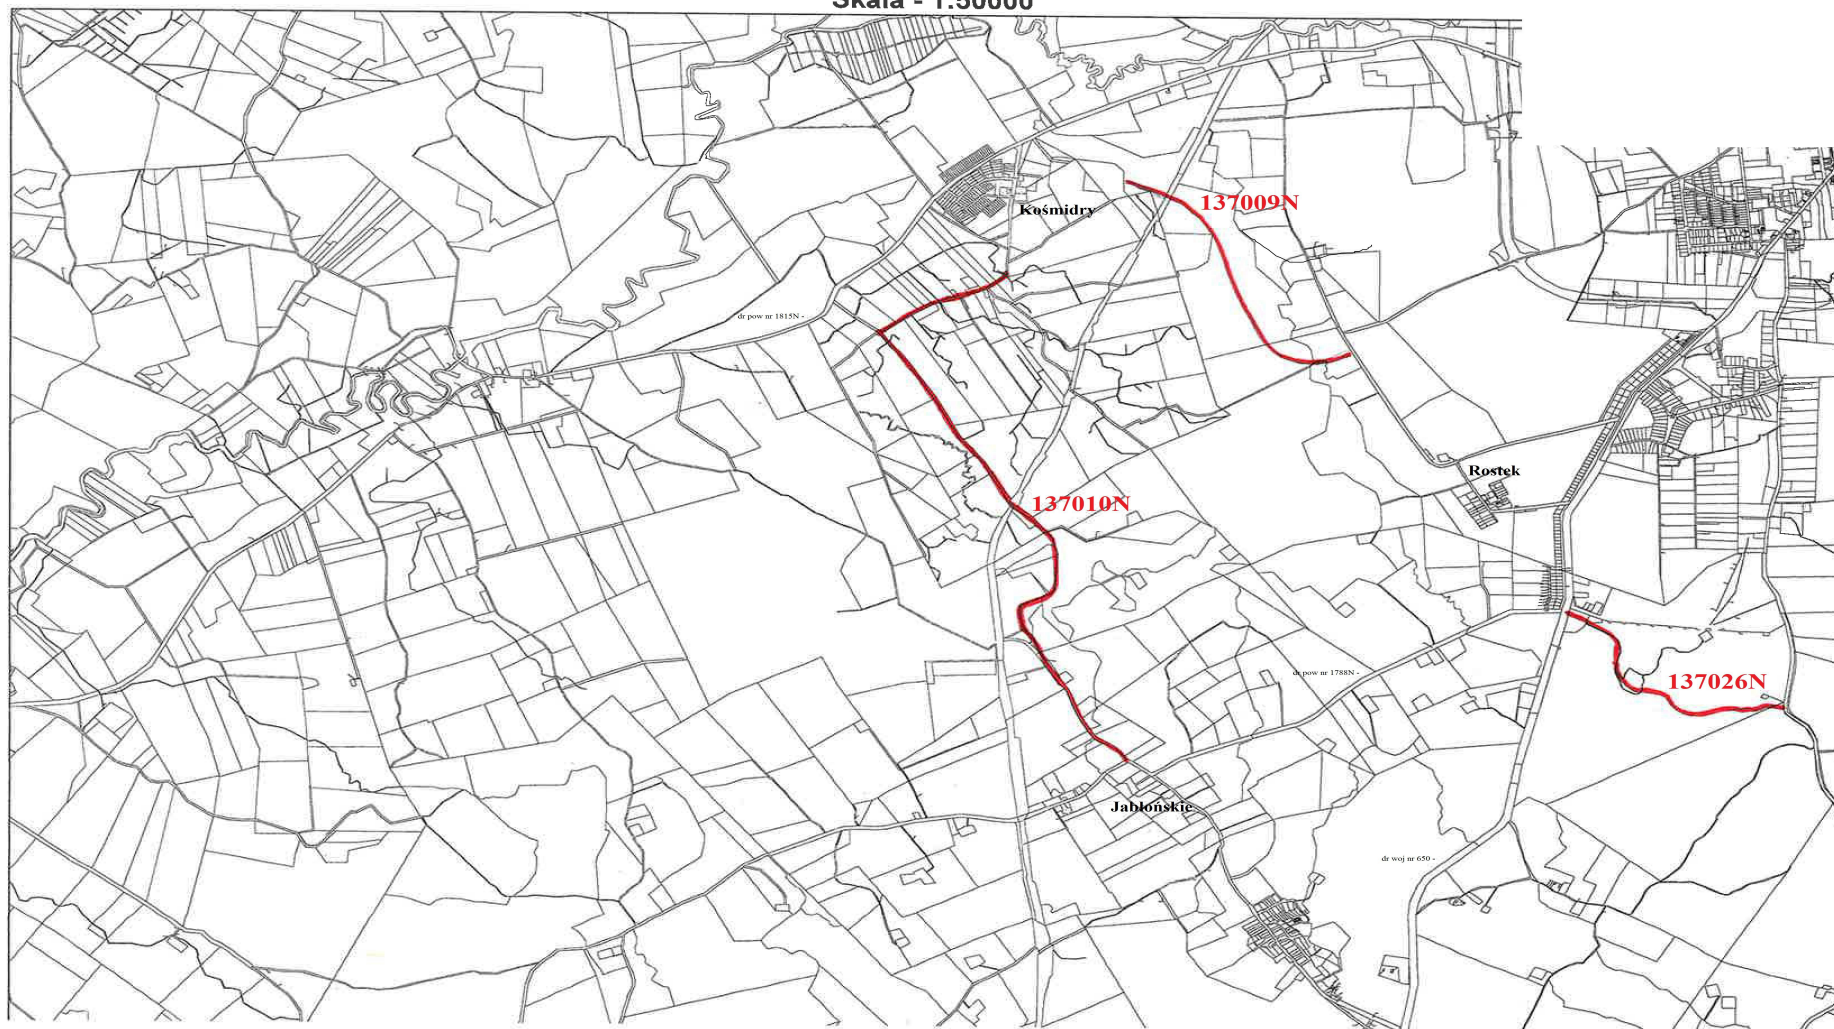 Skala - 1:50000
137009N
Kośmidry
dr pow nr 1815N -
Rostek
137010N
dr pow nr 1788N -
137026N
Jabłońskie
dr woj nr 650 -